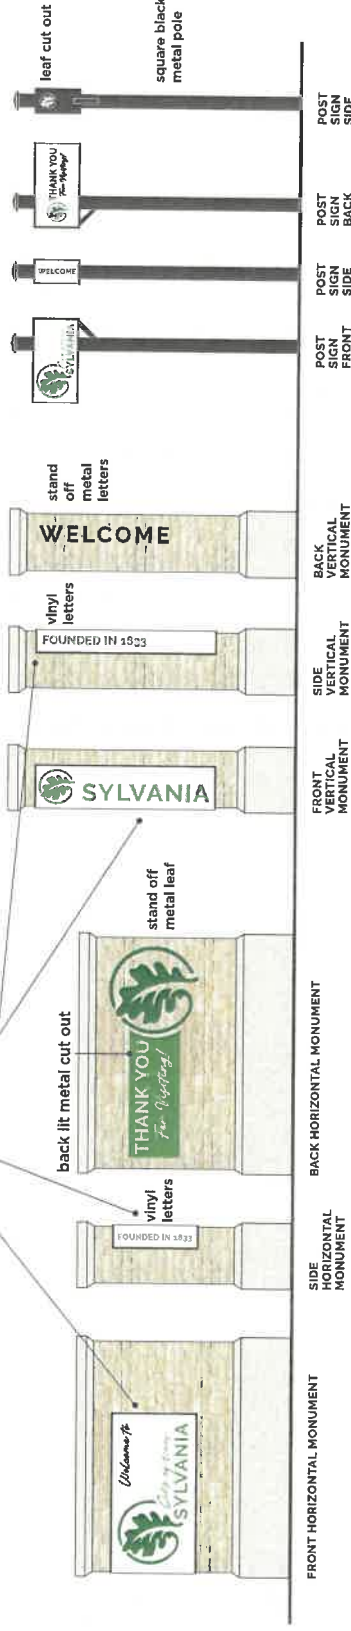 Welcome to
SYLVANIA
FRONT HORIZONTAL MONUMENT
vinyl
letters
FOUNDED IN 1833
SIDE
HORIZONTAL
MONUMENT
back lit metal cut out
THANK YOU
For Visiting!
stand off
metal leaf
BACK HORIZONTAL MONUMENT
SYLVANIA
FRONT
VERTICAL
MONUMENT
vinyl
letters
FOUNDED IN 1833
SIDE
VERTICAL
MONUMENT
stand
off
metal
letters
WELCOME
BACK
VERTICAL
MONUMENT
SYLVANIA
POST
SIGN
FRONT
WELCOME
POST
SIGN
SIDE
THANK YOU
For Visiting!
POST
SIGN
BACK
leaf cut out
square black
metal pole
POST
SIGN
SIDE